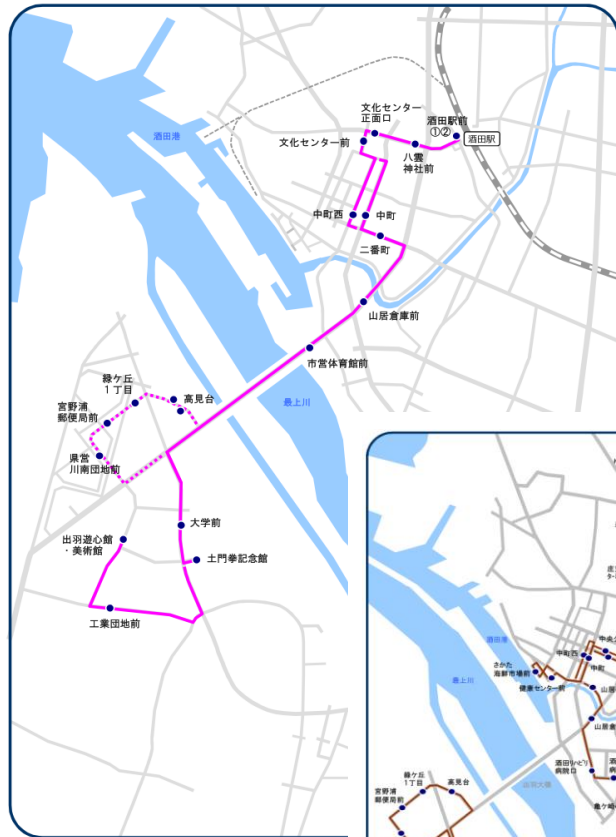 文化センター
正面口
酒田駅前
①②
酒田駅
酒田港
文化センター前
八雲
神社前
中町西
中町
二番町
山居倉庫前
市営体育館前
最上川
緑ケ丘
1丁目
高見台
宮野浦
郵便局前
県営
川南団地前
大学前
出羽遊心館
・美術館
土門拳記念館
工業団地前
酒田港
中町西
中町
さかた
海鮮市場前
健康センター前
最上川
山居倉
酒田リハビリ
病院口
出羽大橋
亀ケ崎
緑ケ丘
1丁目
高見台
宮野浦
郵便局前